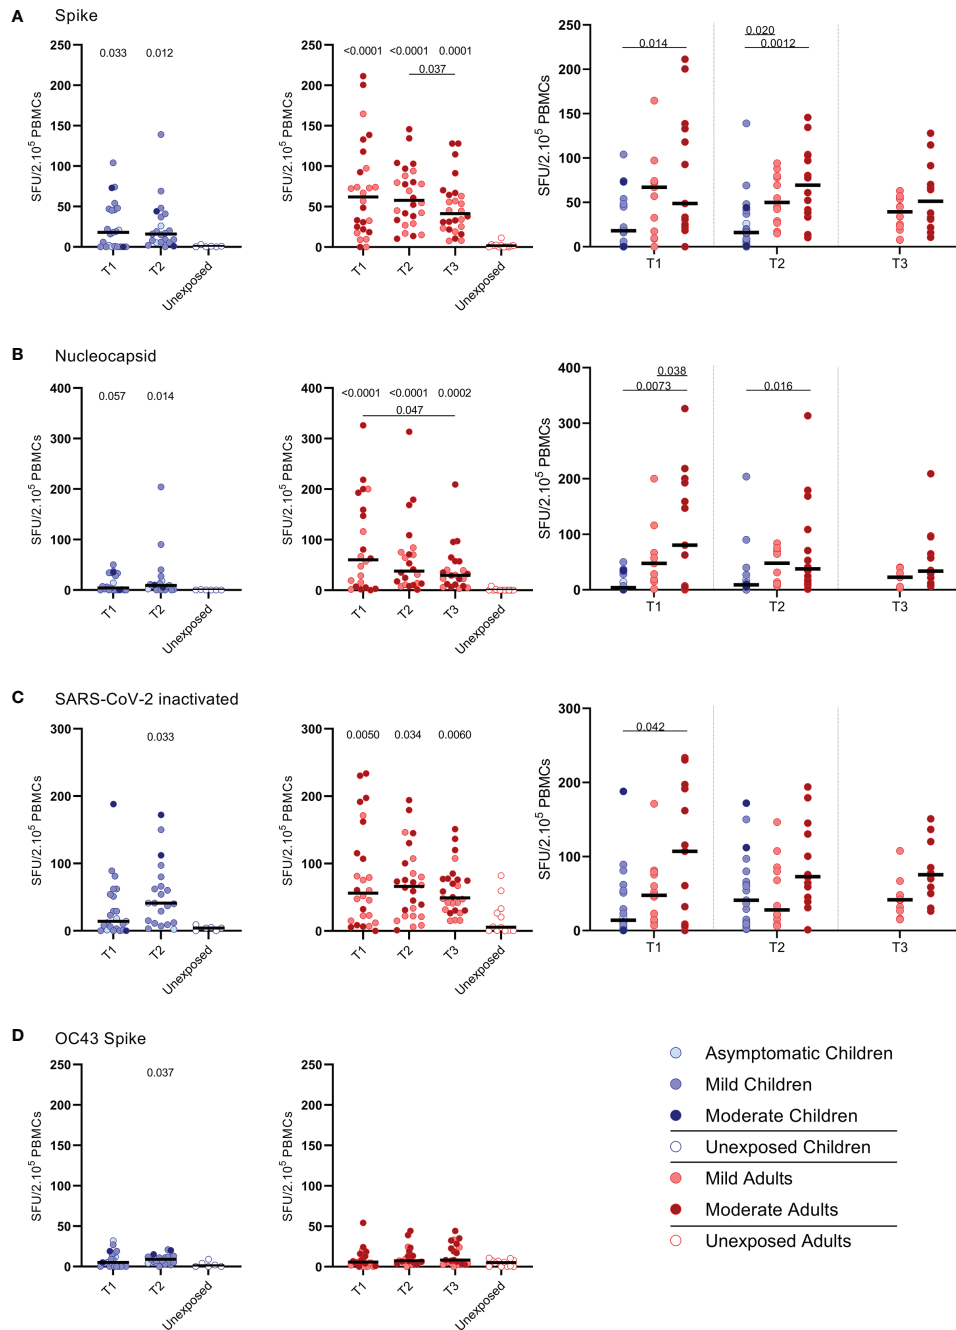 A Spike
SFU/2.10⁵ PBMCs
250
200
150
100
50
0
0.033 0.012
T1 T2 Unexposed
SFU/2.10⁵ PBMCs
250
200
150
100
50
0
<0.0001 <0.0001 0.0001
0.037
T1 T2 T3 Unexposed
SFU/2.10⁵ PBMCs
250
200
150
100
50
0
0.014
0.020
0.0012
T1 T2 T3
B Nucleocapsid
SFU/2.10⁵ PBMCs
400
300
200
100
0
0.057 0.014
T1 T2 Unexposed
SFU/2.10⁵ PBMCs
400
300
200
100
0
<0.0001 <0.0001 0.0002
0.047
T1 T2 T3 Unexposed
SFU/2.10⁵ PBMCs
400
300
200
100
0
0.038
0.0073
0.016
T1 T2 T3
C SARS-CoV-2 inactivated
SFU/2.10⁵ PBMCs
300
200
100
0
0.033
T1 T2 Unexposed
SFU/2.10⁵ PBMCs
300
200
100
0
0.0050 0.034 0.0060
T1 T2 T3 Unexposed
SFU/2.10⁵ PBMCs
300
200
100
0
0.042
T1 T2 T3
D OC43 Spike
SFU/2.10⁵ PBMCs
250
200
150
100
50
0
0.037
T1 T2 Unexposed
SFU/2.10⁵ PBMCs
250
200
150
100
50
0
T1 T2 T3 Unexposed
Asymptomatic Children
Mild Children
Moderate Children
Unexposed Children
Mild Adults
Moderate Adults
Unexposed Adults